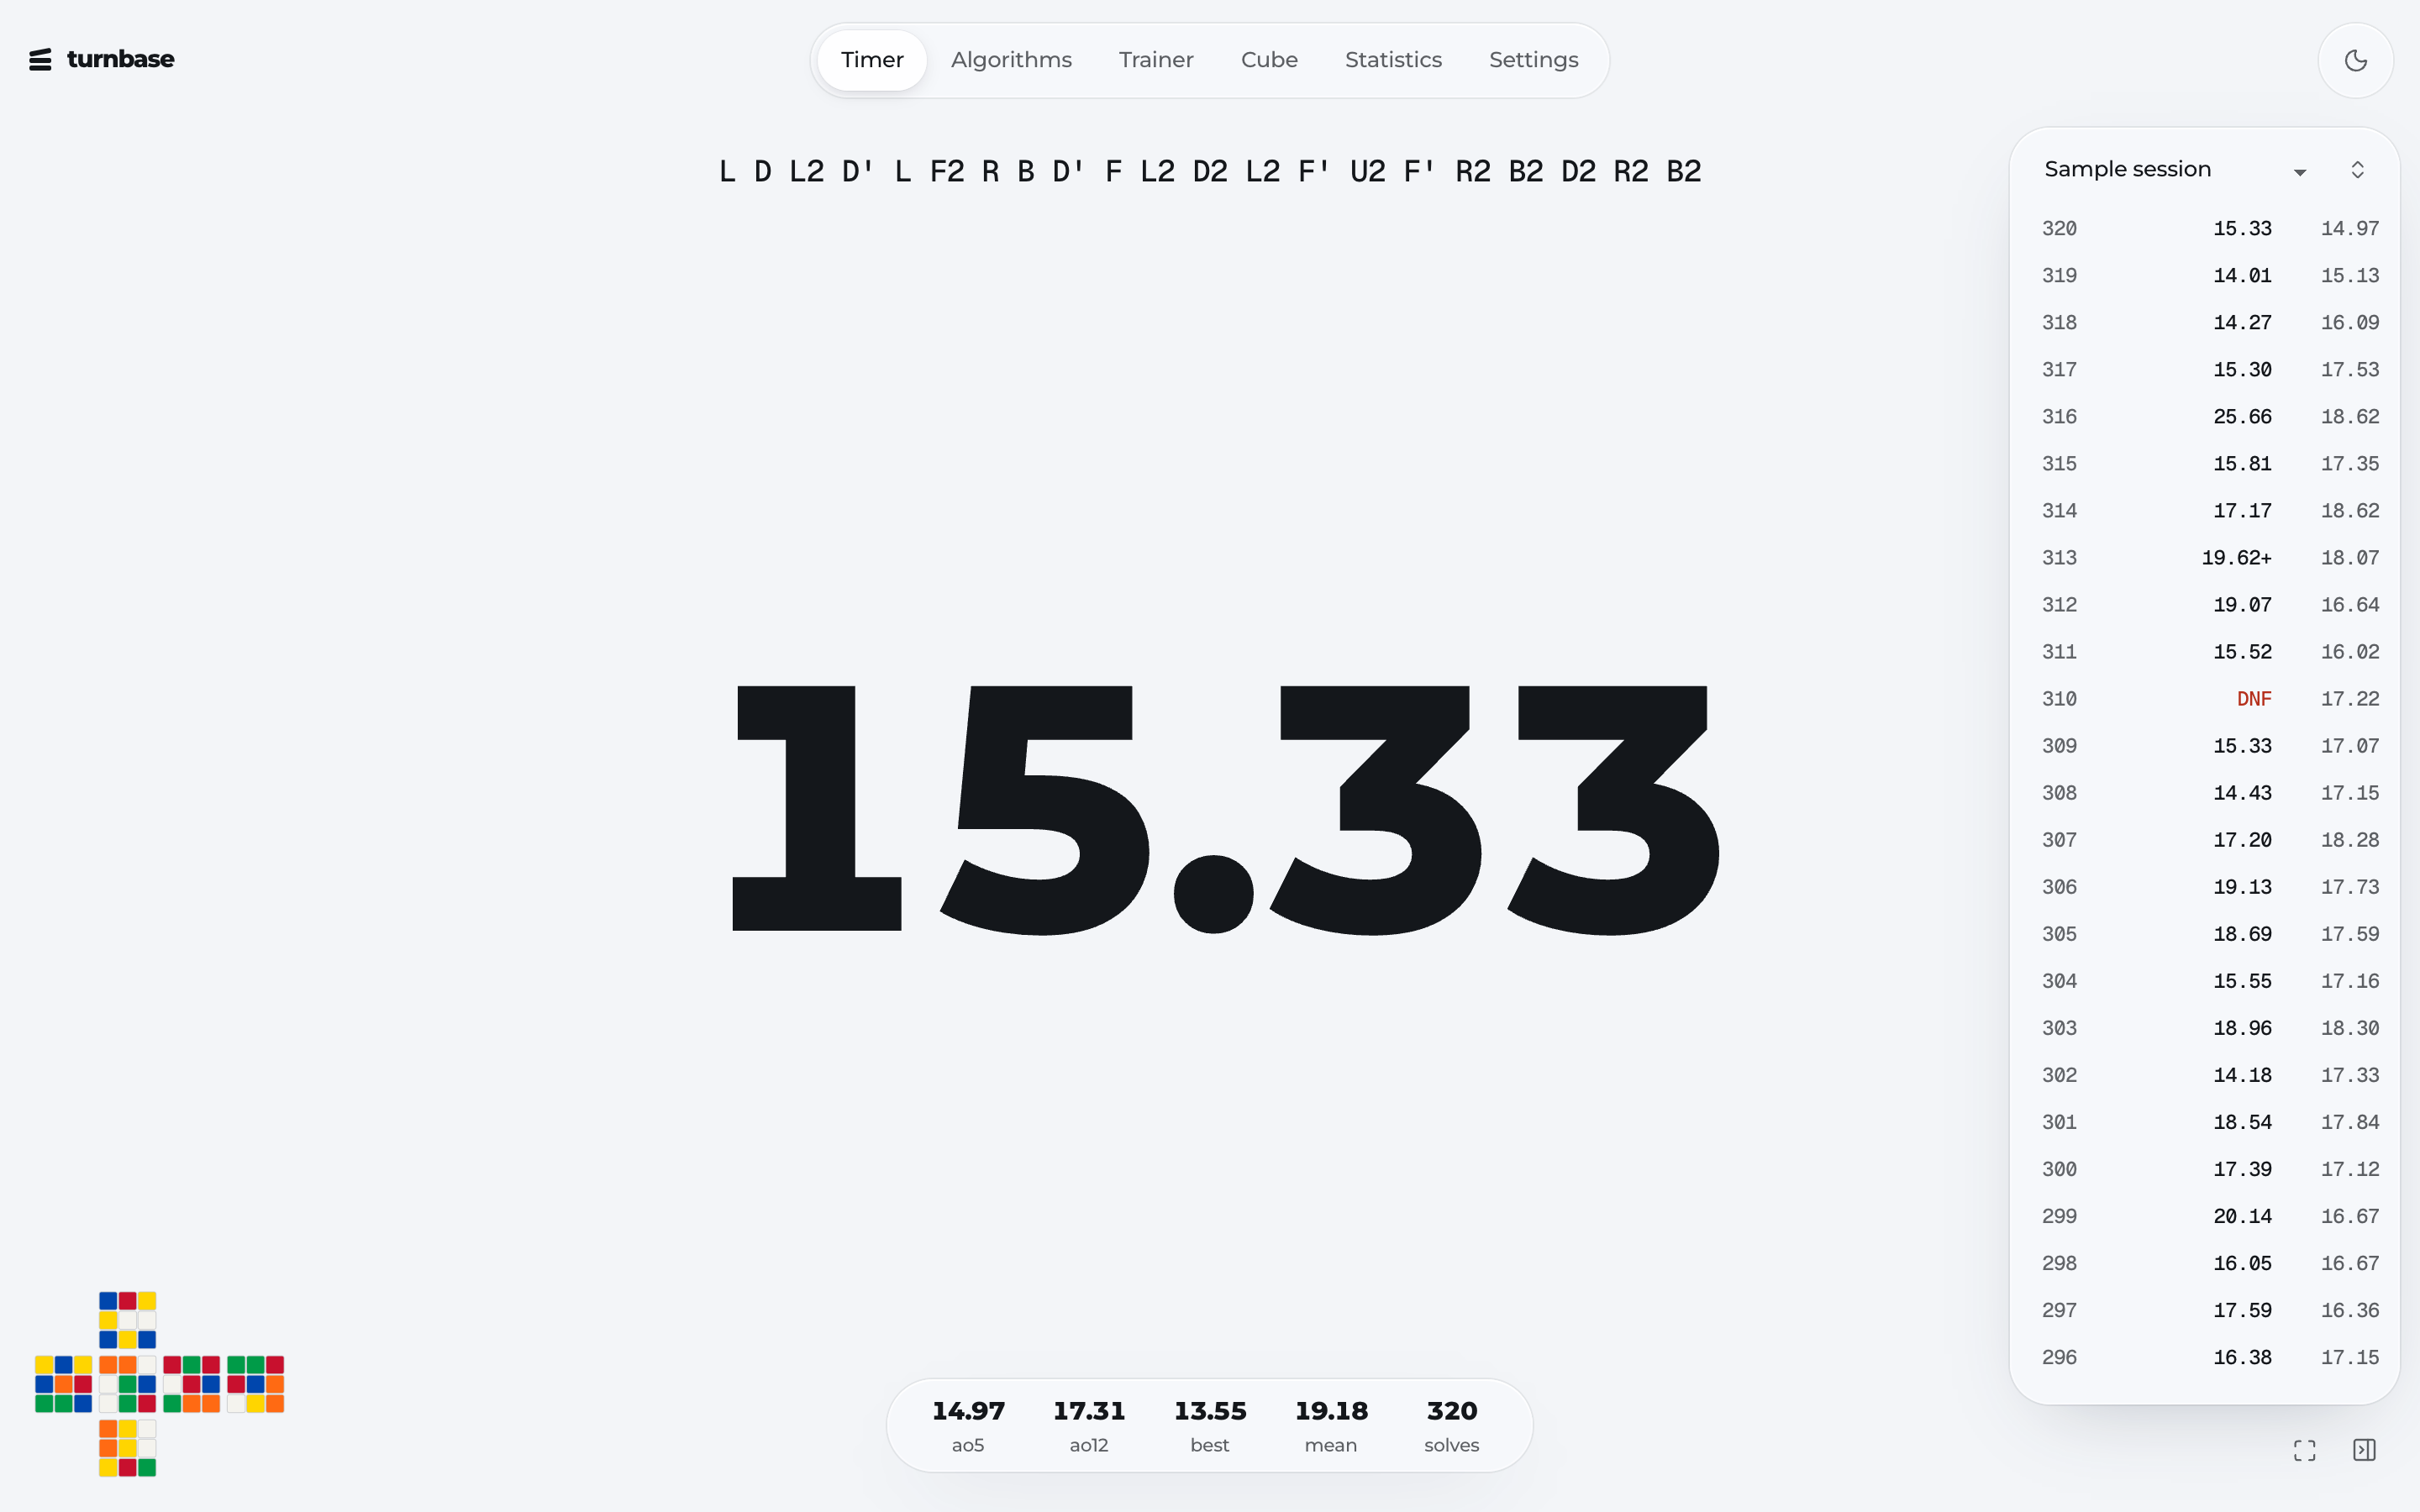 turnbase
Timer Algorithms Trainer Cube Statistics Settings
L D L2 D' L F2 R B D' F L2 D2 L2 F' U2 F' R2 B2 D2 R2 B2
15.33
14.97 17.31 13.55 19.18 320
ao5 ao12 best mean solves
Sample session
320 15.33 14.97
319 14.01 15.13
318 14.27 16.09
317 15.30 17.53
316 25.66 18.62
315 15.81 17.35
314 17.17 18.62
313 19.62+ 18.07
312 19.07 16.64
311 15.52 16.02
310 DNF 17.22
309 15.33 17.07
308 14.43 17.15
307 17.20 18.28
306 19.13 17.73
305 18.69 17.59
304 15.55 17.16
303 18.96 18.30
302 14.18 17.33
301 18.54 17.84
300 17.39 17.12
299 20.14 16.67
298 16.05 16.67
297 17.59 16.36
296 16.38 17.15